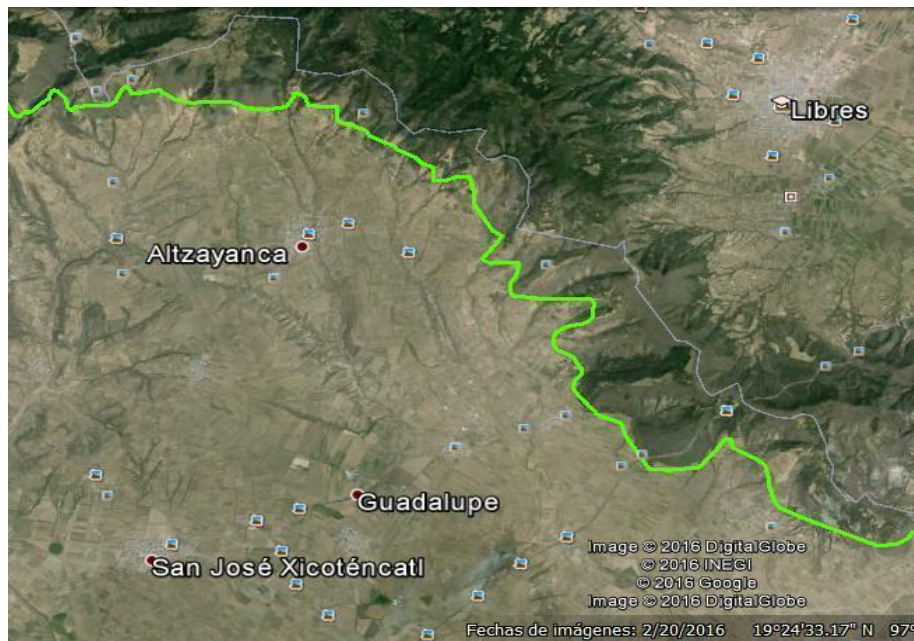 Libres
Altzayanca
Guadalupe
San José Xicoténcatl
Image © 2016 DigitalGlobe
© 2016 INEGI
© 2016 Google
Image © 2016 DigitalGlobe
Fechas de imágenes: 2/20/2016 19°24'33.17" N 97°